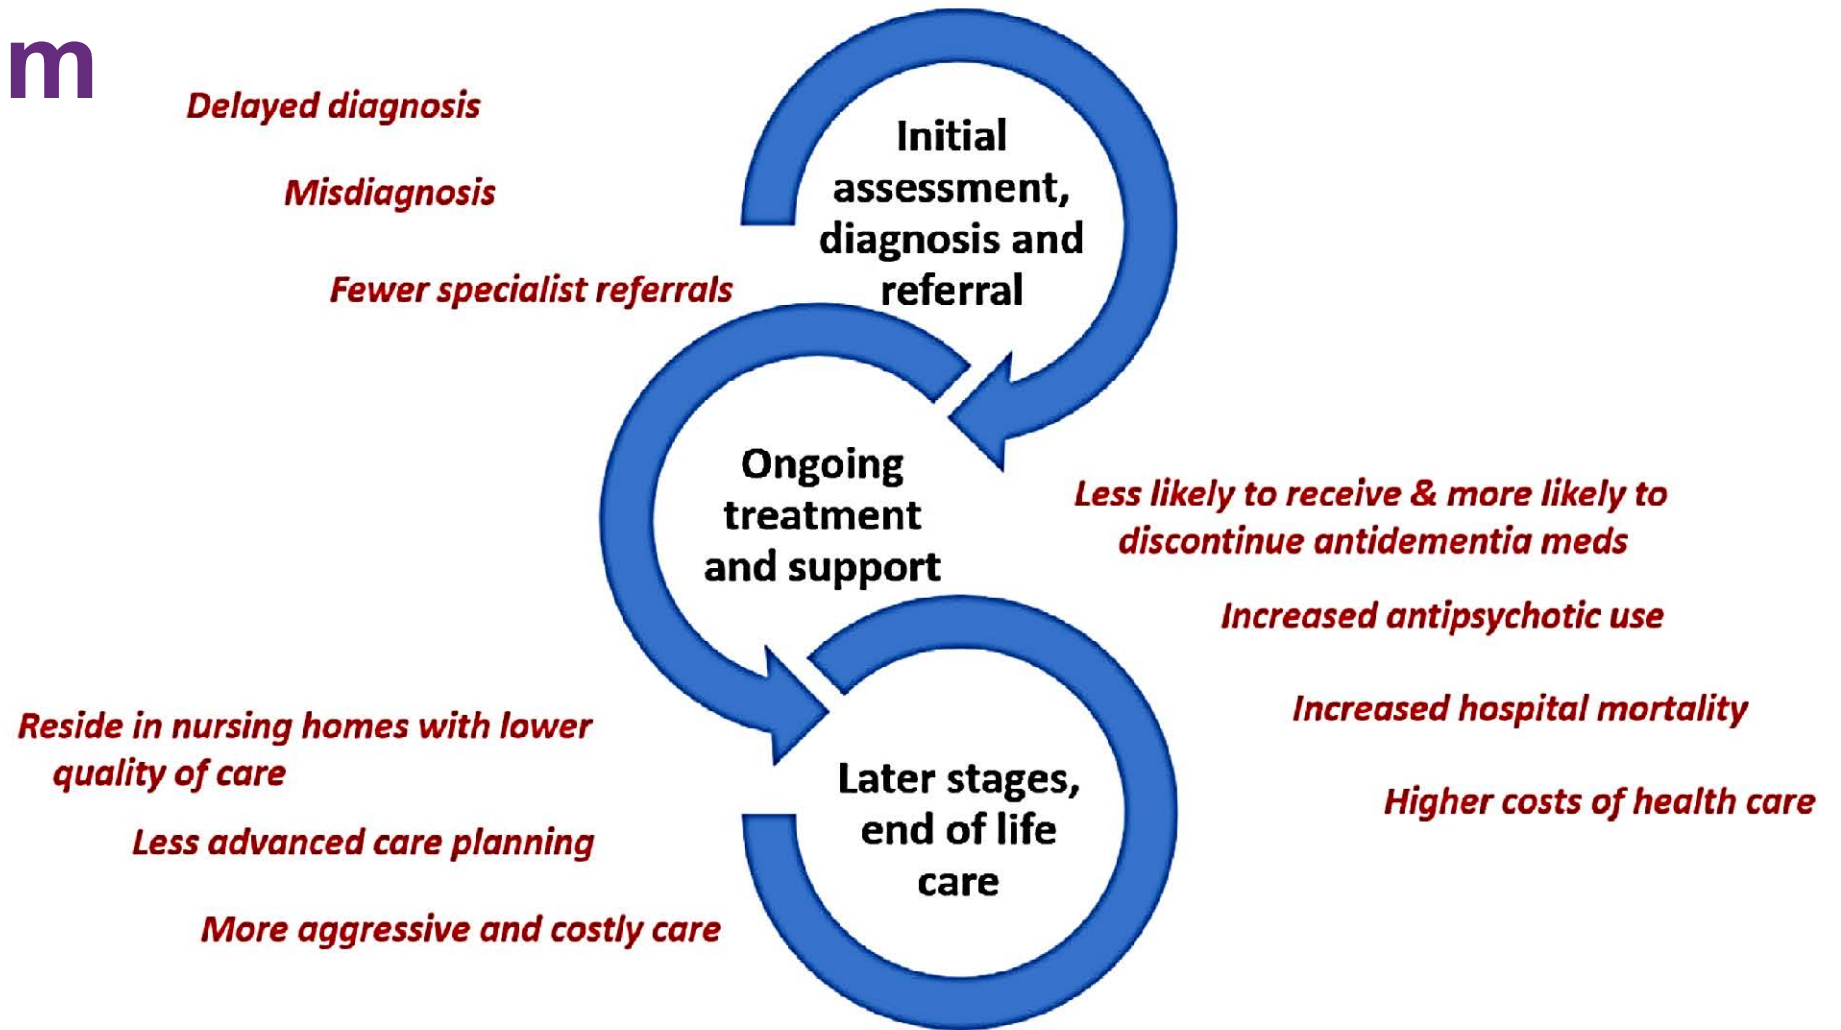 m
Delayed diagnosis
Misdiagnosis
Fewer specialist referrals
Initial
assessment,
diagnosis and
referral
Ongoing
treatment
and support
Less likely to receive & more likely to
discontinue antidementia meds
Increased antipsychotic use
Increased hospital mortality
Higher costs of health care
Reside in nursing homes with lower
quality of care
Less advanced care planning
More aggressive and costly care
Later stages,
end of life
care